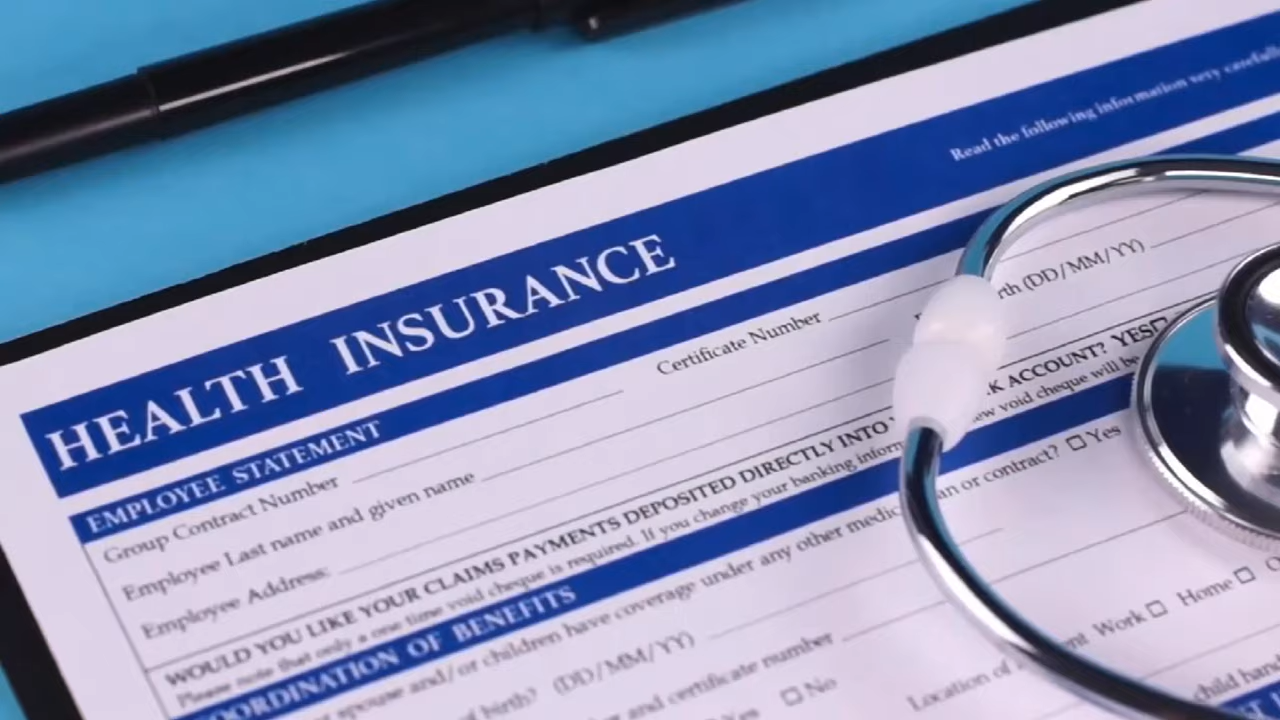 Read the following information very carefully
HEALTH INSURANCE
EMPLOYEE STATEMENT
Group Contract Number
Certificate Number
Employee Last name and given name
(DD/MM/YY)
Employee Address:
WOULD YOU LIKE YOUR CLAIMS PAYMENTS DEPOSITED DIRECTLY INTO ACCOUNT? YES
Please note that only a one time void cheque is required. If you change your banking new void cheque will be
COORDINATION OF BENEFITS
spouse and/or children have coverage under any other or contract? Yes
(DD/MM/YY)
and certificate number
Yes No
Location of Work Home
child